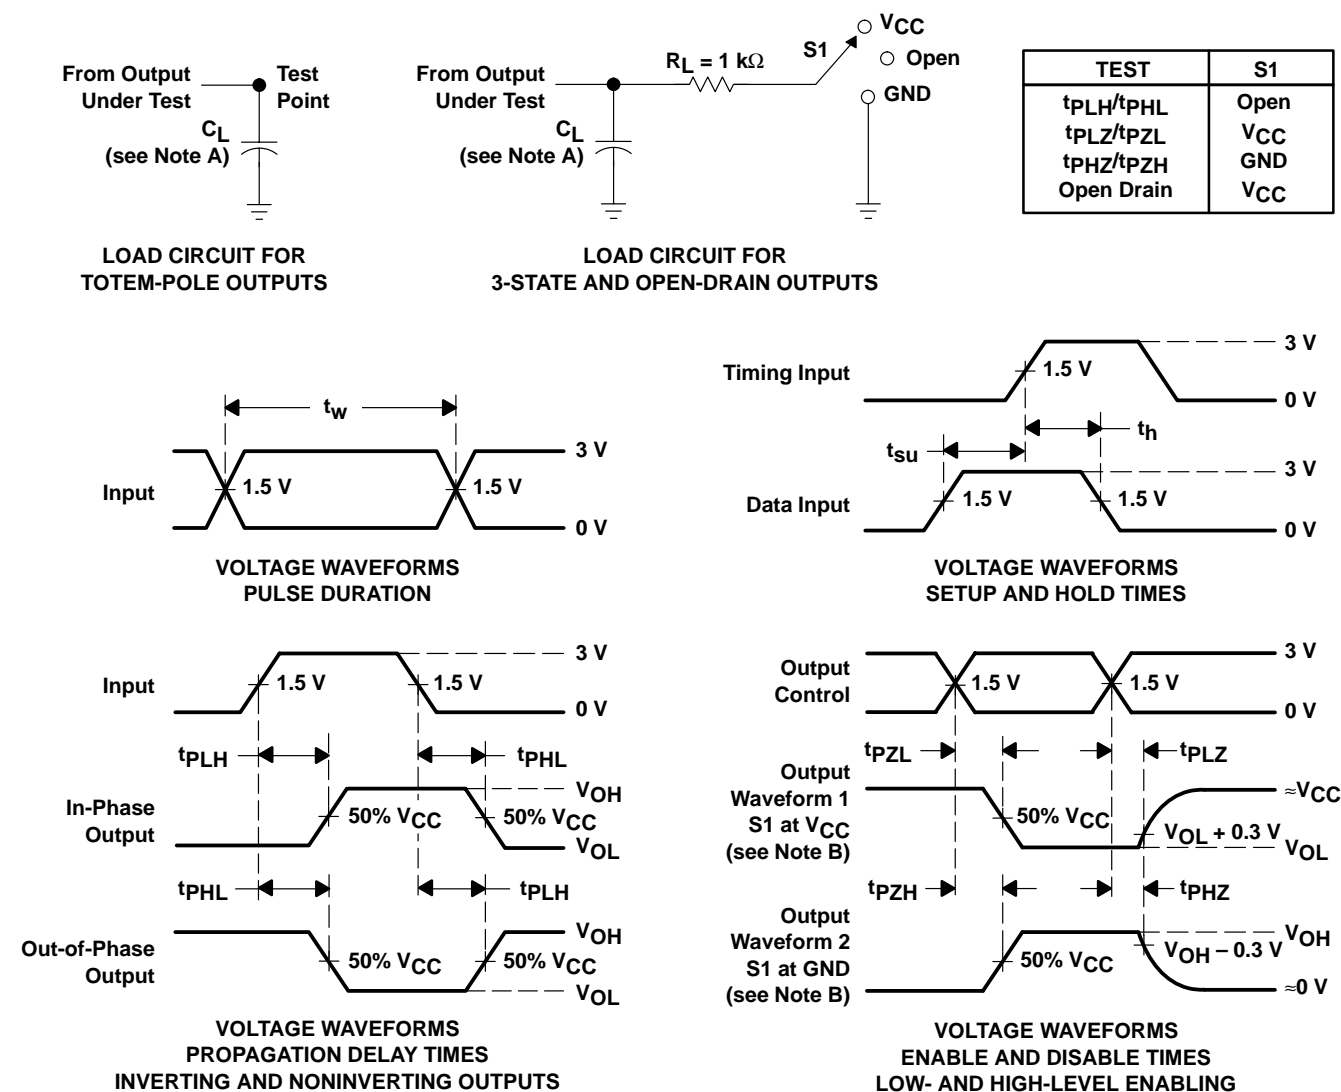 From Output
Under Test
Test
Point
CL
(see Note A)
LOAD CIRCUIT FOR
TOTEM-POLE OUTPUTS
From Output
Under Test
RL = 1 kΩ
S1
VCC
Open
GND
CL
(see Note A)
LOAD CIRCUIT FOR
3-STATE AND OPEN-DRAIN OUTPUTS
TEST S1
tPLH/tPHL Open
tPLZ/tPZL VCC
tPHZ/tPZH GND
Open Drain VCC
tw
Input
1.5 V
1.5 V
3 V
0 V
VOLTAGE WAVEFORMS
PULSE DURATION
Timing Input
1.5 V
3 V
0 V
tsu
th
Data Input
1.5 V
1.5 V
3 V
0 V
VOLTAGE WAVEFORMS
SETUP AND HOLD TIMES
Input
1.5 V
1.5 V
3 V
0 V
tPLH
tPHL
In-Phase
Output
50% VCC
50% VCC
VOH
VOL
tPHL
tPLH
Out-of-Phase
Output
50% VCC
50% VCC
VOH
VOL
VOLTAGE WAVEFORMS
PROPAGATION DELAY TIMES
INVERTING AND NONINVERTING OUTPUTS
Output
Control
1.5 V
1.5 V
3 V
0 V
tPZL
tPLZ
Output
Waveform 1
S1 at VCC
(see Note B)
50% VCC
≈VCC
VOL + 0.3 V
VOL
tPZH
tPHZ
Output
Waveform 2
S1 at GND
(see Note B)
50% VCC
VOH
VOH − 0.3 V
≈0 V
VOLTAGE WAVEFORMS
ENABLE AND DISABLE TIMES
LOW- AND HIGH-LEVEL ENABLING